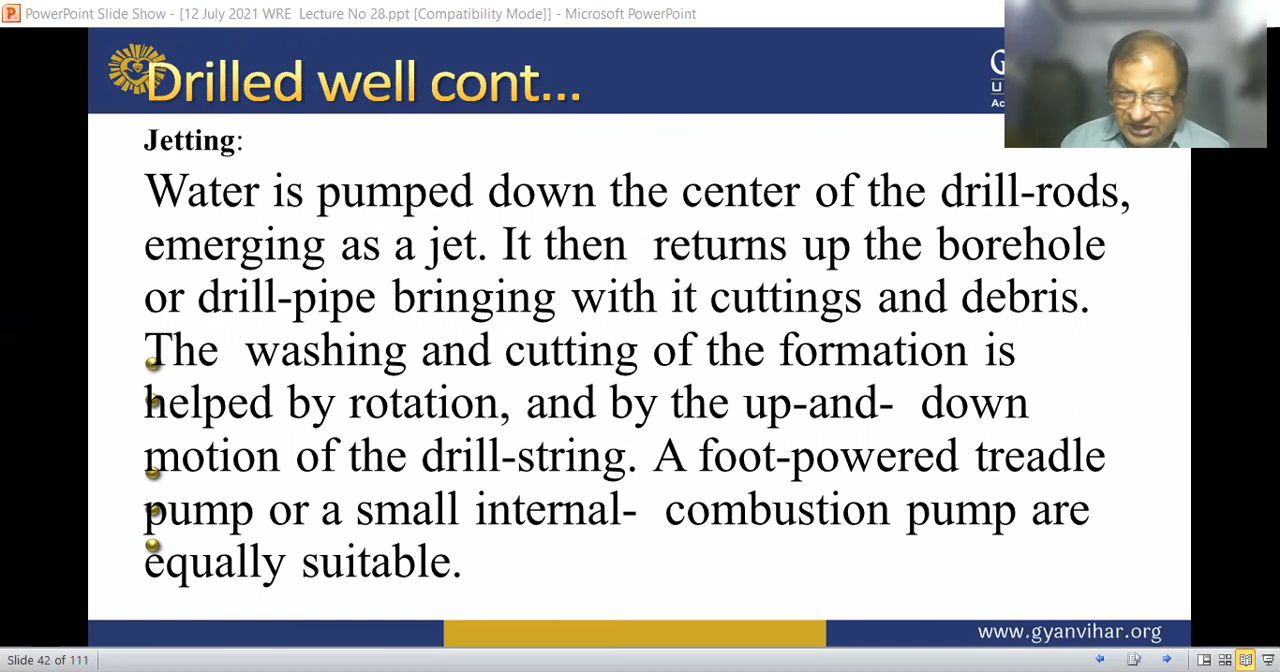 PowerPoint Slide Show - [12 July 2021 WRE Lecture No 28.ppt [Compatibility Mode]] - Microsoft PowerPoint
Drilled well cont...
Jetting:
Water is pumped down the center of the drill-rods,
emerging as a jet. It then returns up the borehole
or drill-pipe bringing with it cuttings and debris.
The washing and cutting of the formation is
helped by rotation, and by the up-and- down
motion of the drill-string. A foot-powered treadle
pump or a small internal- combustion pump are
equally suitable.
www.gyanvihar.org
Slide 42 of 111